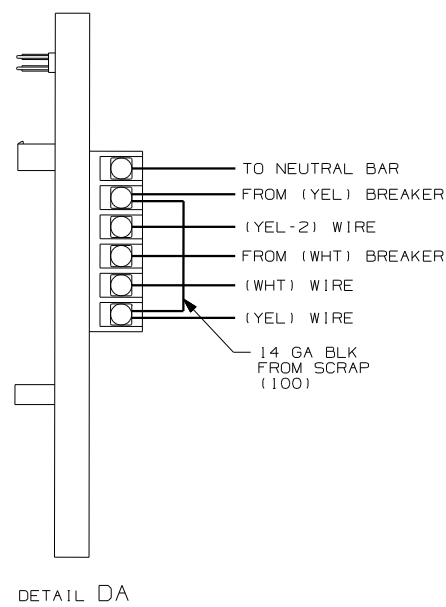 TO NEUTRAL BAR
FROM (YEL) BREAKER
(YEL-2) WIRE
FROM (WHT) BREAKER
(WHT) WIRE
(YEL) WIRE
14 GA BLK
FROM SCRAP
(100)
DETAIL DA